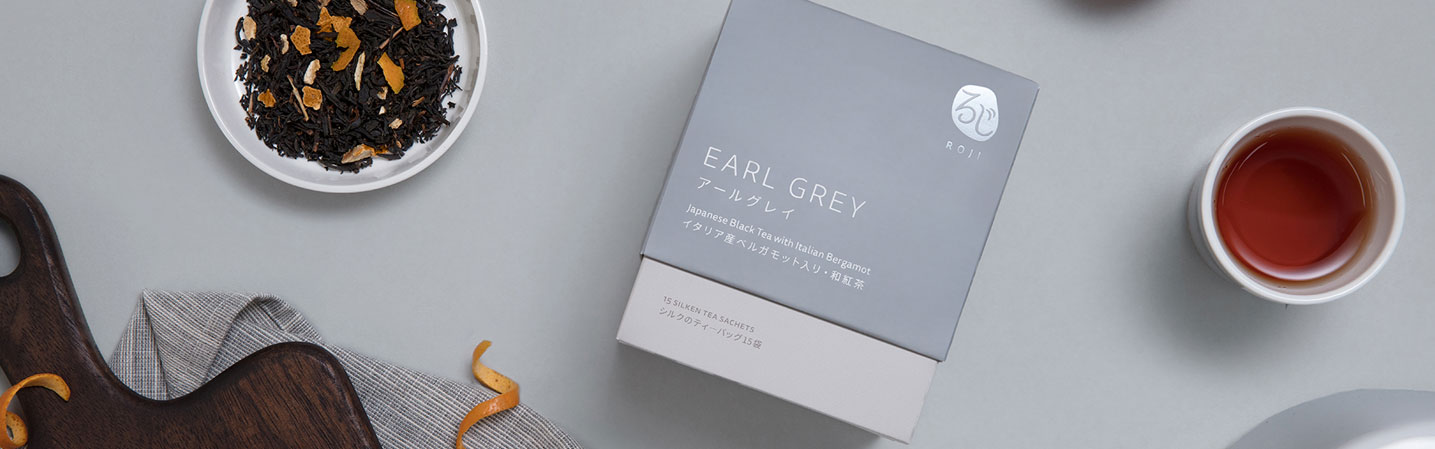 るじ
ROJI
EARL GREY
アールグレイ
Japanese Black Tea with Italian Bergamot
イタリア産ベルガモット入り・和紅茶
15 SILKEN TEA SACHETS
シルクのティーバッグ15袋